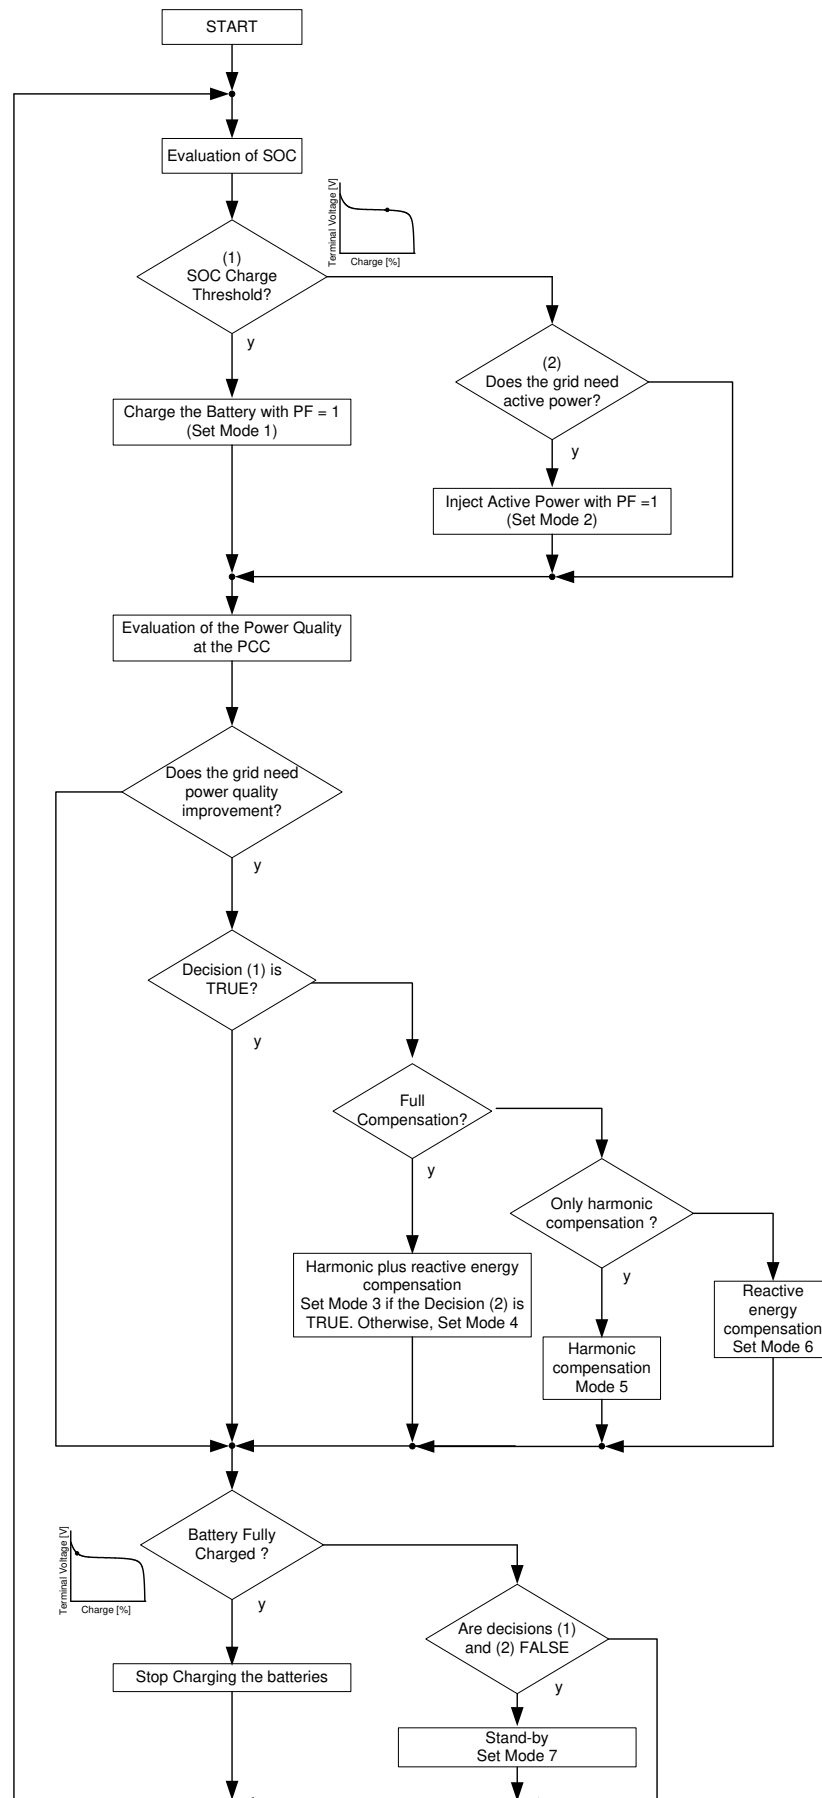 START
Evaluation of SOC
Terminal Voltage [V]
Charge [%]
(1)
SOC Charge
Threshold?
y
(2)
Does the grid need
active power?
y
Charge the Battery with PF = 1
(Set Mode 1)
Inject Active Power with PF =1
(Set Mode 2)
Evaluation of the Power Quality
at the PCC
Does the grid need
power quality
improvement?
y
Decision (1) is
TRUE?
y
Full
Compensation?
y
Only harmonic
compensation ?
y
Harmonic plus reactive energy
compensation
Set Mode 3 if the Decision (2) is
TRUE. Otherwise, Set Mode 4
Reactive
energy
compensation
Set Mode 6
Harmonic
compensation
Mode 5
Terminal Voltage [V]
Charge [%]
Battery Fully
Charged ?
y
Are decisions (1)
and (2) FALSE
y
Stop Charging the batteries
Stand-by
Set Mode 7